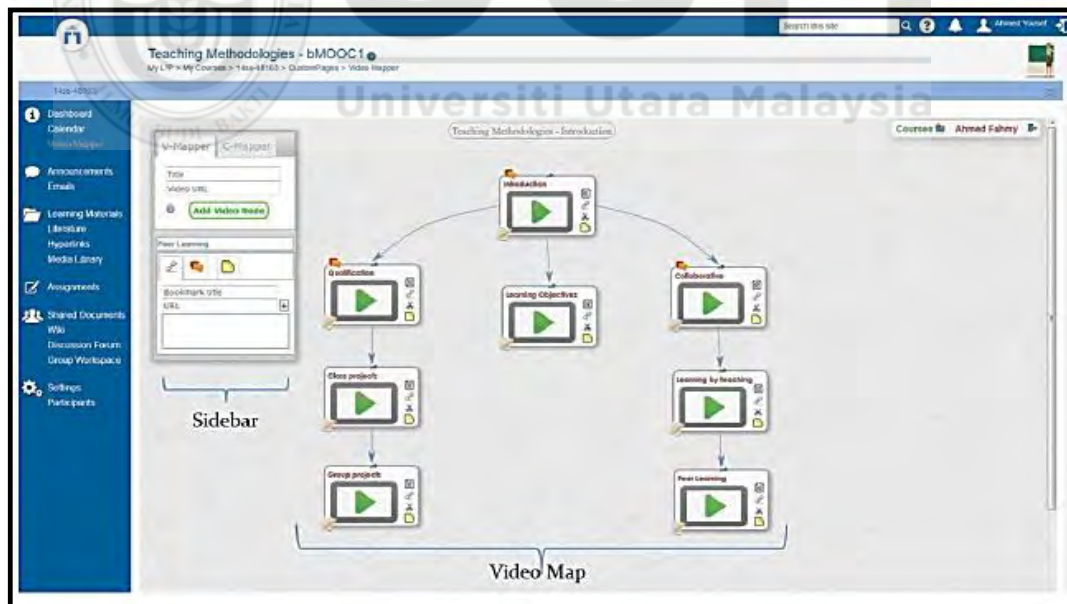 Search this site
Ahmed Yousef
Teaching Methodologies - bMOOC1
My L²P > My Courses > 14ss-48163 > CustomPages > Video Mapper
14ss-48163
Universiti Utara Malaysia
Dashboard
Calendar
Video Mapper
Announcements
Emails
Learning Materials
Literature
Hyperlinks
Media Library
Assignments
Shared Documents
Wiki
Discussion Forum
Group Workspace
Settings
Participants
V-Mapper
C-Mapper
Title
Video URL
Add Video Node
Peer Learning
Bookmark title
URL
Sidebar
Teaching Methodologies - Introduction
Courses
Ahmed Fahmy
Introduction
Qualification
Learning Objectives
Collaborative
Class projects
Learning by teaching
Group projects
Peer Learning
Video Map